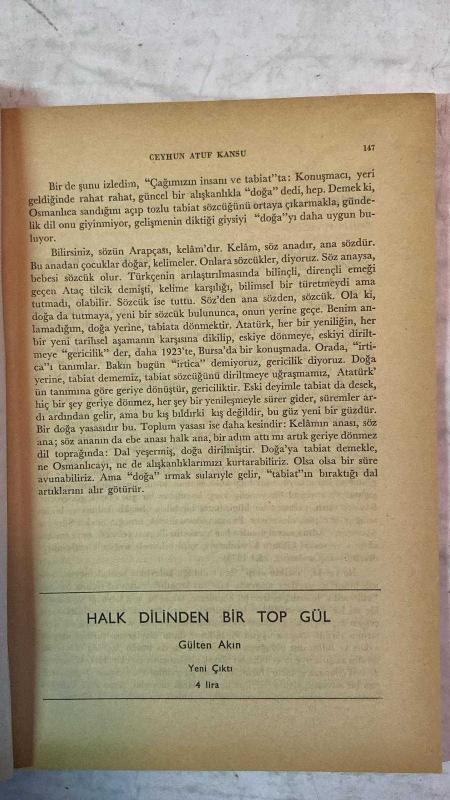 CEYHUN ATUF KANSU
147
Bir de şunu izledim, “Çağımızın insanı ve tabiat”ta: Konuşmacı, yeri
geldiğinde rahat rahat, güncel bir alışkanlıkla “doğa” dedi, hep. Demek ki,
Osmanlıca sandığını açıp tozlu tabiat sözcüğünü ortaya çıkarmakla, günde-
lik dil onu giyinmiyor, gelişmenin diktiği giysiyi “doğa”yı daha uygun bu-
luyor.
Bilirsiniz, sözün Arapçası, kelâm’dır. Kelâm, söz anadır, ana sözdür.
Bu anadan çocuklar doğar, kelimeler. Onlara sözcükler, diyoruz. Söz anaysa,
bebesi sözcük olur. Türkçenin arılaştırılmasında bilinçli, dirençli emeği
geçen Ataç tilcik demişti, kelime karşılığı, bilimsel bir türetmeydi ama
tutmadı, olabilir. Sözcük ise tuttu. Söz’den ana sözden, sözcük. Ola ki,
doğa da tutmaya, yeni bir sözcük bulununca, onun yerine geçe. Benim an-
lamadığım, doğa yerine, tabiata dönmektir. Atatürk, her bir yeniliğin, her
bir yeni tarihsel aşamanın karşısına dikilip, eskiye dönmeye, eskiyi dirilt-
meye “gericilik” der, daha 1923’te, Bursa’da bir konuşmada. Orada, “irti-
ca”ı tanımlar. Bakın bugün “irtica” demiyoruz, gericilik diyoruz. Doğa
yerine, tabiat dememiz, tabiat sözcüğünü diriltmeye uğraşmamız, Atatürk’
ün tanımına göre geriye dönüştür, gericiliktir. Eski deyimle tabiat da desek,
hiç bir şey geriye dönmez, her şey bir yenileşmeyle sürer gider, süremler ar-
dı ardından gelir, ama bu kış bıldırki kış değildir, bu güz yeni bir güzdür.
Bir doğa yasasıdır bu. Toplum yasası ise daha kesindir: Kelâmın anası, söz
ana; söz ananın da ebe anası halk ana, bir adım attı mı artık geriye dönmez
dil toprağında: Dal yeşermiş, doğa dirilmiştir. Doğa’ya tabiat demekle,
ne Osmanlıcayı, ne de alışkanlıklarımızı kurtarabiliriz. Olsa olsa bir süre
avunabiliriz. Ama “doğa” ırmak sulariyle gelir, “tabiat”ın bıraktığı dal
artıklarını alır götürür.
HALK DİLİNDEN BİR TOP GÜL
Gülten Akın
Yeni Çıktı
4 lira